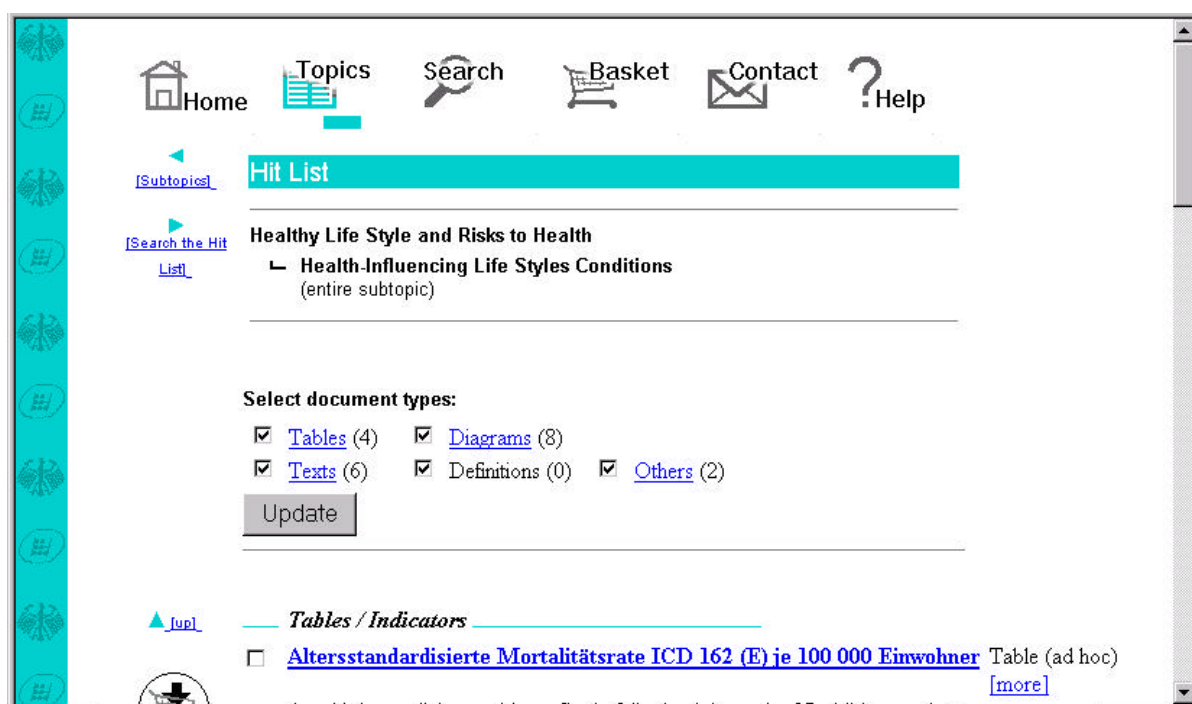 Home Topics Search Basket Contact Help
[Subtopics]
Hit List
[Search the Hit
List]
Healthy Life Style and Risks to Health
Health-Influencing Life Styles Conditions
(entire subtopic)
Select document types:
Tables (4) Diagrams (8)
Texts (6) Definitions (0) Others (2)
Update
[up]
Tables / Indicators
Altersstandardisierte Mortalitätsrate ICD 162 (E) je 100 000 Einwohner Table (ad hoc)
[more]